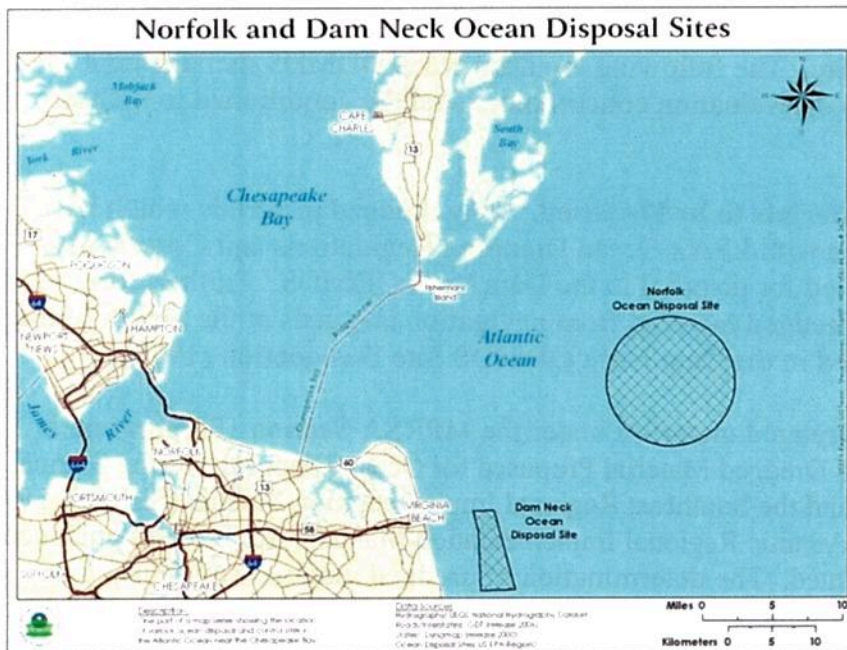 Norfolk and Dam Neck Ocean Disposal Sites
Mobjack
Bay
York River
CAPE
CHARLES
13
South
Bay
Chesapeake
Bay
17
POQUOSON
64
Fishermans
Island
Norfolk
Ocean Disposal Site
HAMPTON
NEWPORT
NEWS
Atlantic
Ocean
James
River
664
NORFOLK
60
13
PORTSMOUTH
VIRGINIA
BEACH
58
Dam Neck
Ocean
Disposal Site
SUFFOLK
CHESAPEAKE
64
Description:
Data Sources
Miles 0 5 10
Kilometers 0 5 10